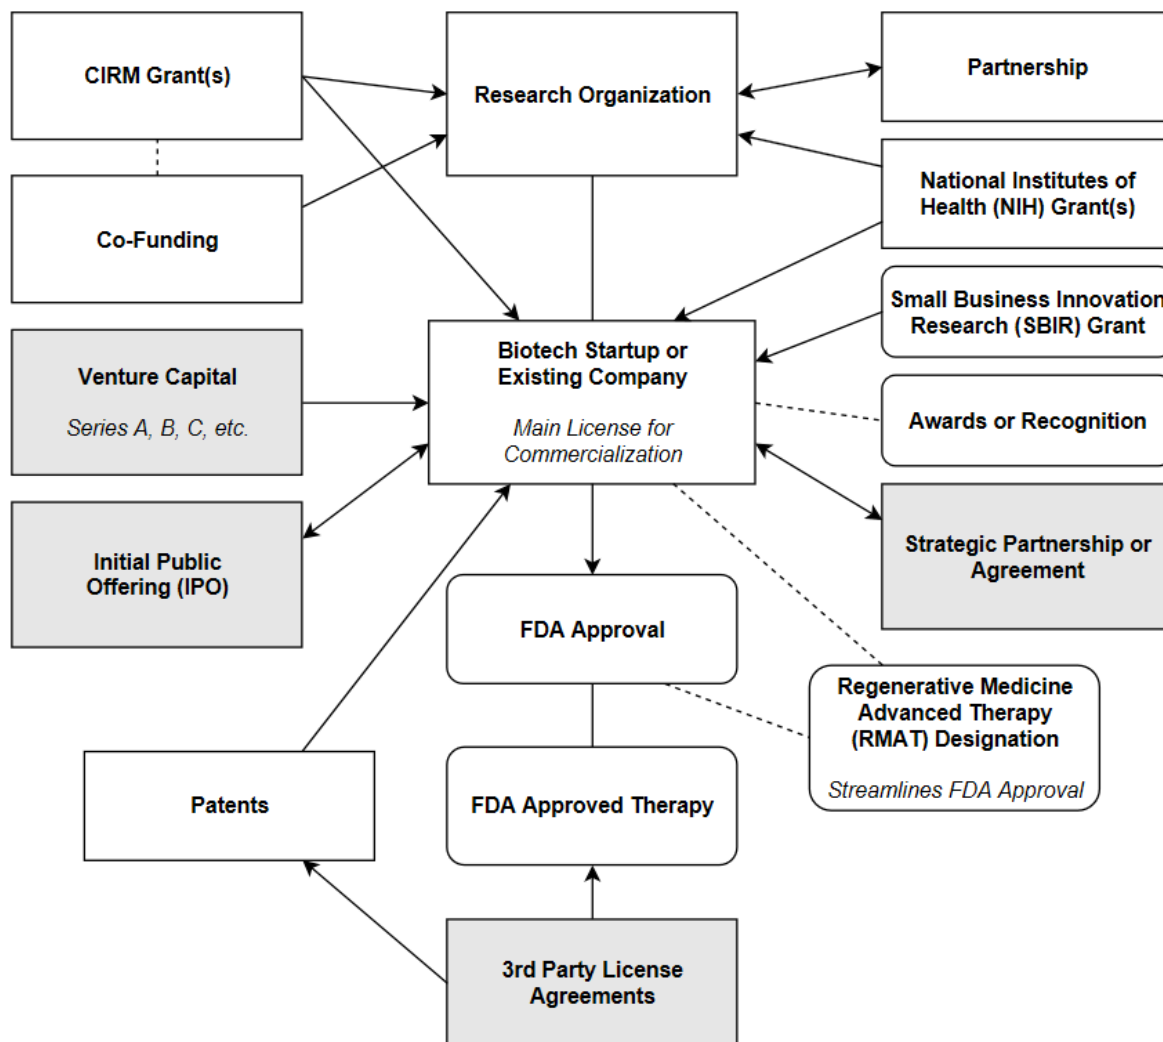 CIRM Grant(s)
Research Organization
Partnership
National Institutes of
Health (NIH) Grant(s)
Co-Funding
Small Business Innovation
Research (SBIR) Grant
Venture Capital
Series A, B, C, etc.
Biotech Startup or
Existing Company
Main License for
Commercialization
Awards or Recognition
Initial Public
Offering (IPO)
Strategic Partnership or
Agreement
FDA Approval
Regenerative Medicine
Advanced Therapy
(RMAT) Designation
Streamlines FDA Approval
Patents
FDA Approved Therapy
3rd Party License
Agreements